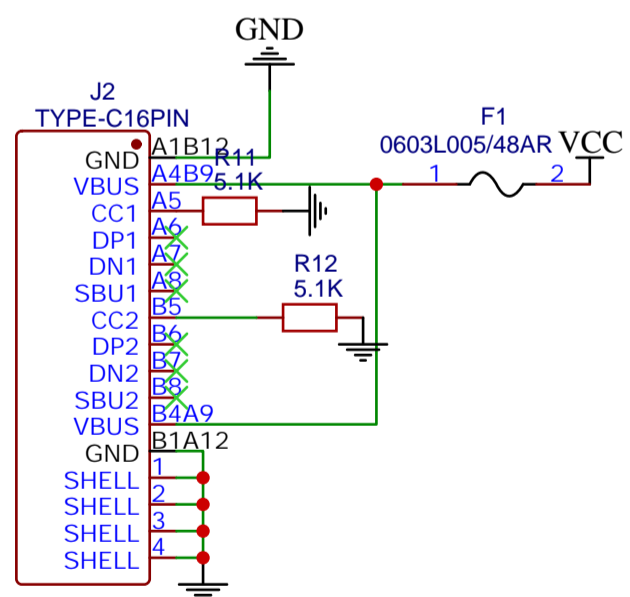 GND
J2
TYPE-C16PIN
F1
0603L005/48AR
VCC
GND A1B12
R11
5.1K
VBUS A4B9
1 2
CC1 A5
DP1 A6
DN1 A7
R12
5.1K
SBU1 A8
CC2 B5
DP2 B6
DN2 B7
SBU2 B8
VBUS B4A9
GND B1A12
SHELL 1
SHELL 2
SHELL 3
SHELL 4